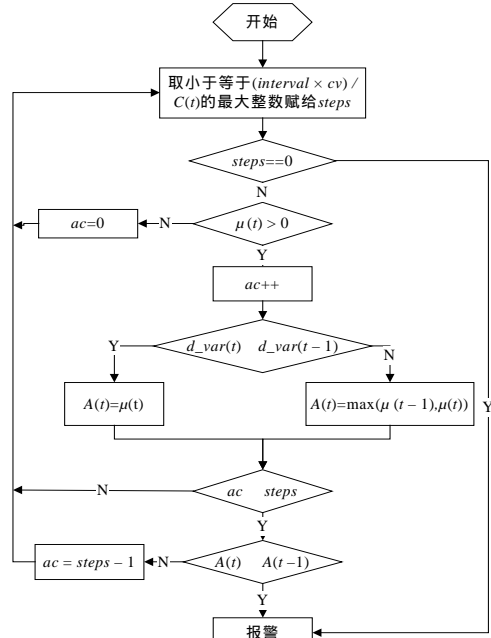 开始
取小于等于(interval × cv) /
C(t)的最大整数赋给steps
steps==0
N
ac=0
N
μ(t) > 0
Y
ac++
Y
d_var(t) d_var(t − 1)
N
A(t)=μ(t)
A(t)=max(μ (t − 1),μ(t))
Y
N
ac steps
Y
ac = steps − 1
N
A(t) A(t−1)
Y
报警